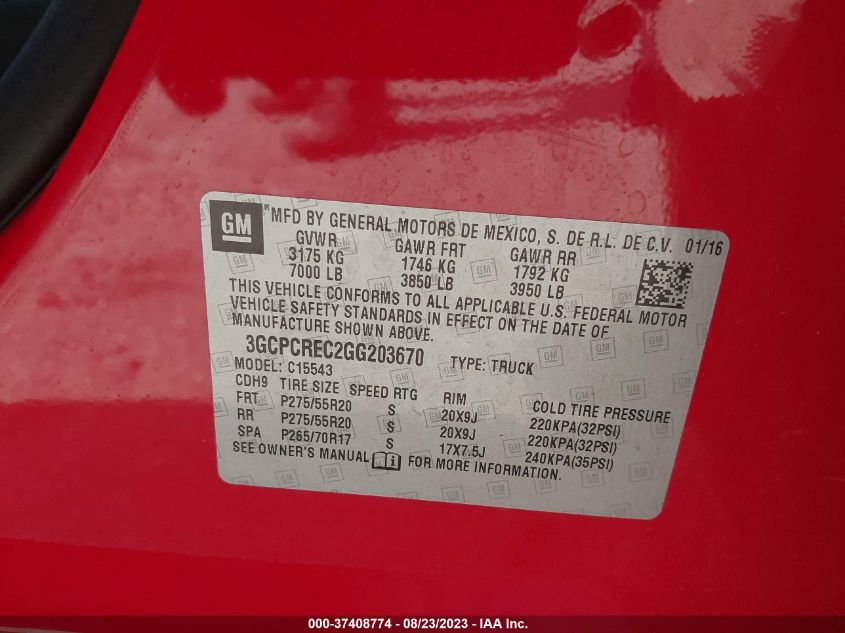 GM ® MFD BY GENERAL MOTORS DE MEXICO, S. DE R.L. DE C.V. 01/16
GVWR GAWR FRT GAWR RR
3175 KG 1746 KG 1792 KG
7000 LB 3850 LB 3950 LB
THIS VEHICLE CONFORMS TO ALL APPLICABLE U.S. FEDERAL MOTOR
VEHICLE SAFETY STANDARDS IN EFFECT ON THE DATE OF
MANUFACTURE SHOWN ABOVE.
3GCPCREC2GG203670 TYPE: TRUCK
MODEL: C15543
CDH9 TIRE SIZE SPEED RTG RIM COLD TIRE PRESSURE
FRT P275/55R20 S 20X9J 220KPA(32PSI)
RR P275/55R20 S 20X9J 220KPA(32PSI)
SPA P265/70R17 S 17X7.5J 240KPA(35PSI)
SEE OWNER'S MANUAL FOR MORE INFORMATION.
000-37408774 - 08/23/2023 - IAA Inc.